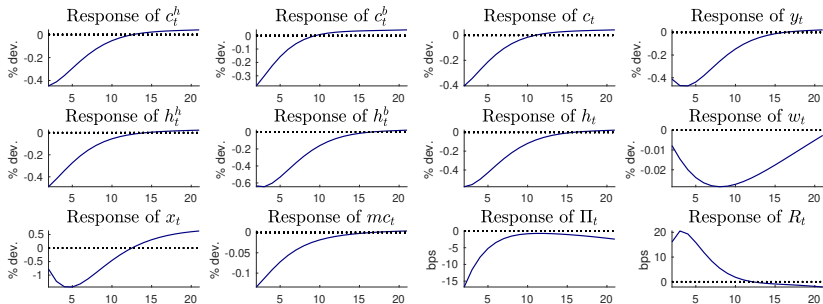 Response of c_t^h Response of c_t^b Response of c_t Response of y_t
% dev. 0 -0.2 -0.4 5 10 15 20
% dev. 0 -0.1 -0.2 -0.3 5 10 15 20
% dev. 0 -0.2 -0.4 5 10 15 20
% dev. 0 -0.2 -0.4 5 10 15 20
Response of h_t^h Response of h_t^b Response of h_t Response of w_t
% dev. 0 -0.2 -0.4 5 10 15 20
% dev. 0 -0.2 -0.4 -0.6 5 10 15 20
% dev. 0 -0.2 -0.4 5 10 15 20
% dev. 0 -0.01 -0.02 5 10 15 20
Response of x_t Response of mc_t Response of Π_t Response of R_t
% dev. 0.5 0 -0.5 -1 5 10 15 20
% dev. 0 -0.05 -0.1 5 10 15 20
bps 0 -5 -10 -15 5 10 15 20
bps 20 10 0 5 10 15 20